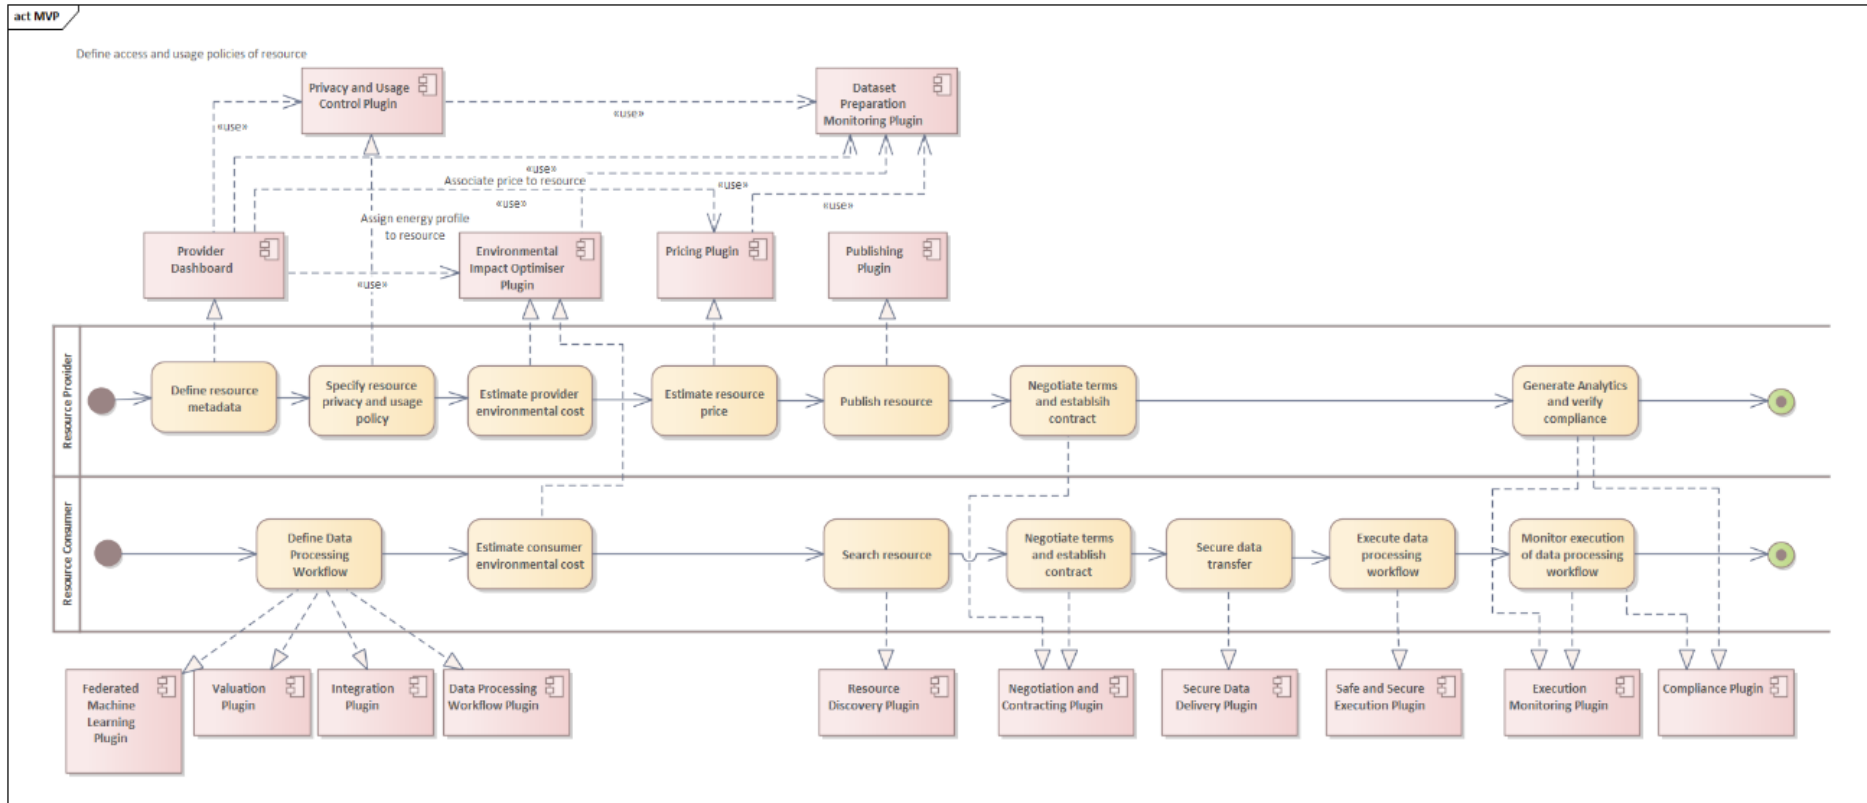 act MVP
Define access and usage policies of resource
Privacy and Usage
Control Plugin
Dataset
Preparation
Monitoring Plugin
«use»
«use»
«use»
Associate price to resource
«use»
«use»
«use»
Assign energy profile
to resource
Provider
Dashboard
Environmental
Impact Optimiser
Plugin
Pricing Plugin
Publishing
Plugin
«use»
Resource Provider
Define resource
metadata
Specify resource
privacy and usage
policy
Estimate provider
environmental cost
Estimate resource
price
Publish resource
Negotiate terms
and estabilsih
contract
Generate Analytics
and verify
compliance
Resource Consumer
Define Data
Processing
Workflow
Estimate consumer
environmental cost
Search resource
Negotiate terms
and establish
contract
Secure data
transfer
Execute data
processing
workflow
Monitor execution
of data processing
workflow
Federated
Machine
Learning
Plugin
Valuation
Plugin
Integration
Plugin
Data Processing
Workflow Plugin
Resource
Discovery Plugin
Negotiation and
Contracting Plugin
Secure Data
Delivery Plugin
Safe and Secure
Execution Plugin
Execution
Monitoring Plugin
Compliance Plugin